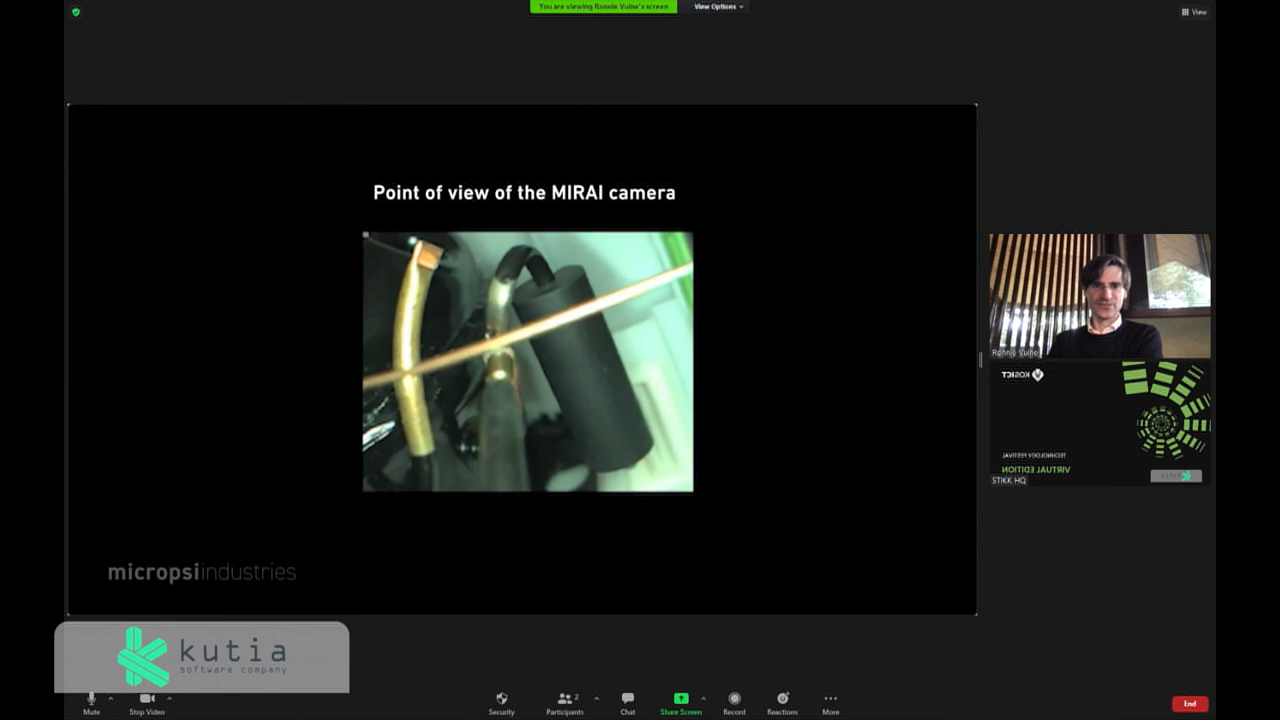 You are viewing Ronnie Vuine's screen
View Options
View
Point of view of the MIRAI camera
Ronnie Vuine
KOSICT
TECHNOLOGY FESTIVAL
VIRTUAL EDITION
STIKK HQ
micropsi industries
kutia
software company
Mute
Stop Video
Security
Participants
2
Chat
Share Screen
Record
Reactions
More
End